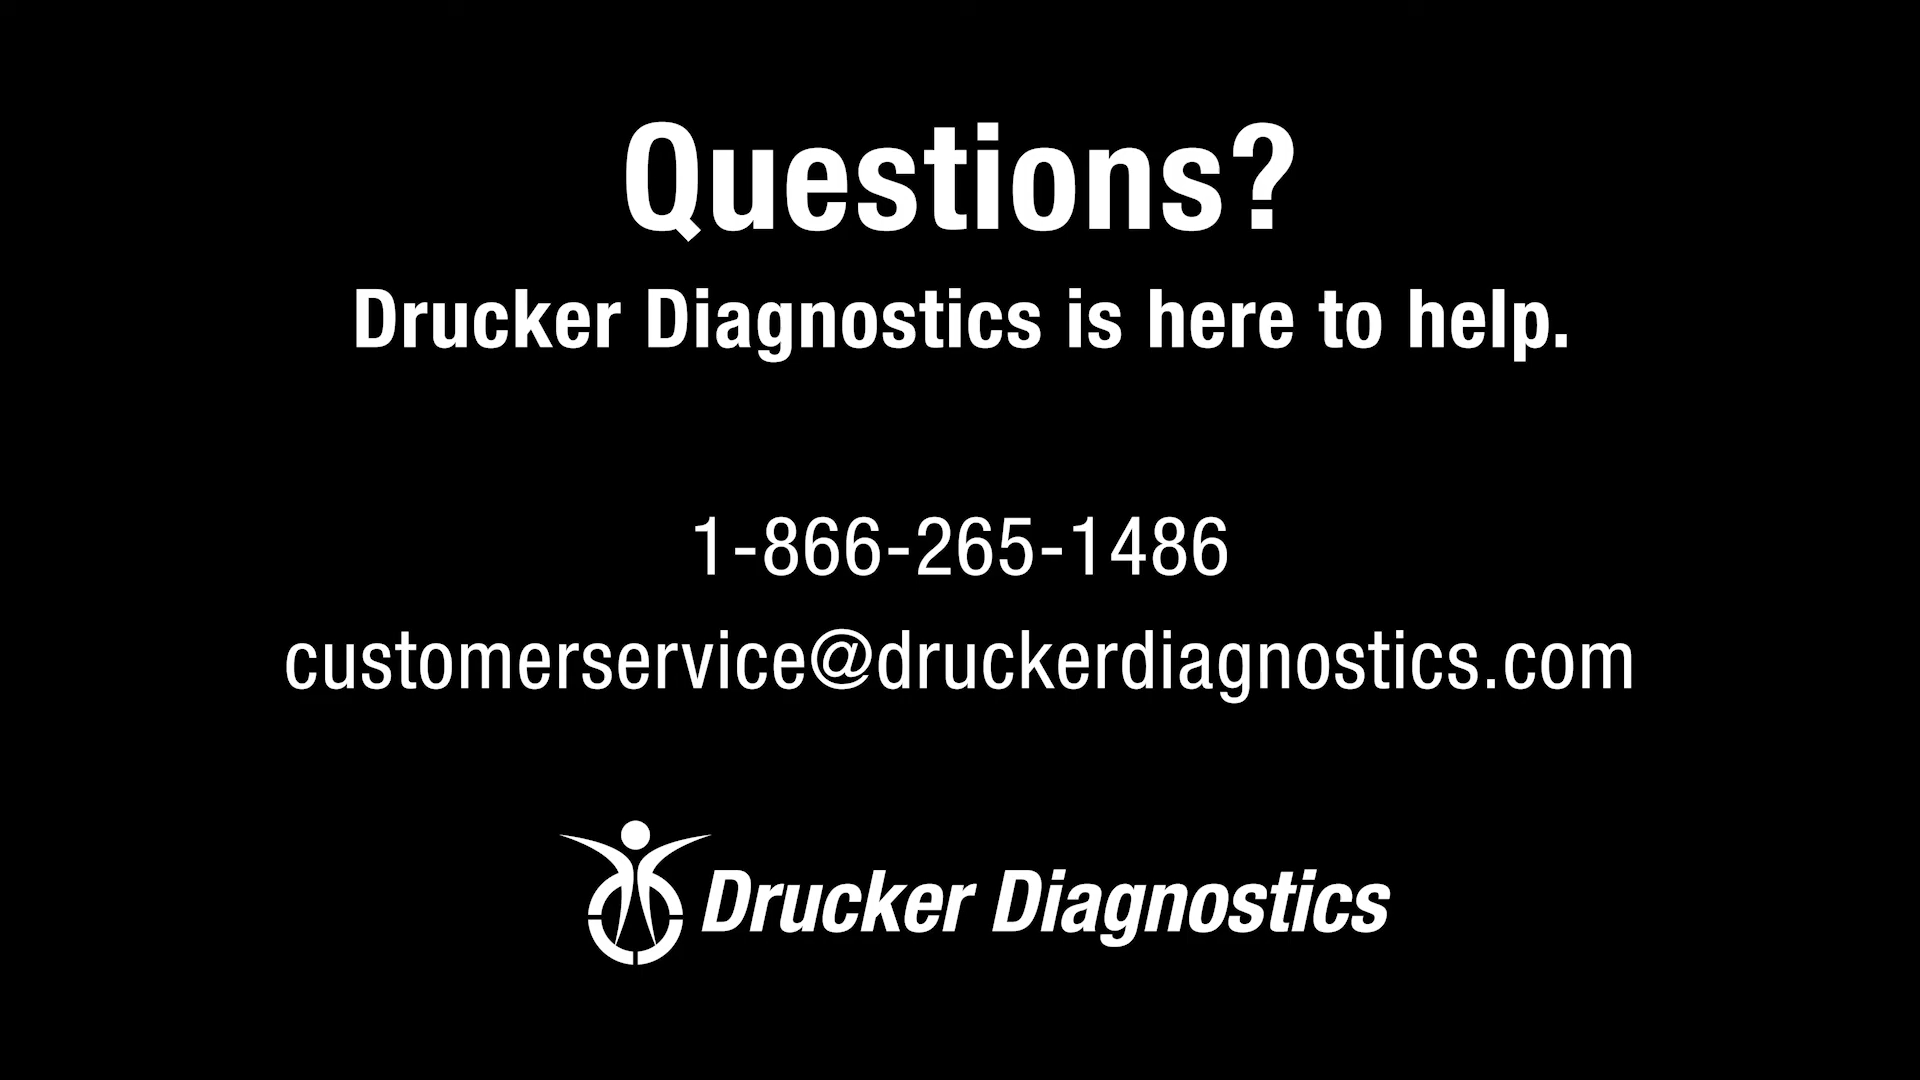 Questions?
Drucker Diagnostics is here to help.
1-866-265-1486
customerservice@druckerdiagnostics.com
Drucker Diagnostics